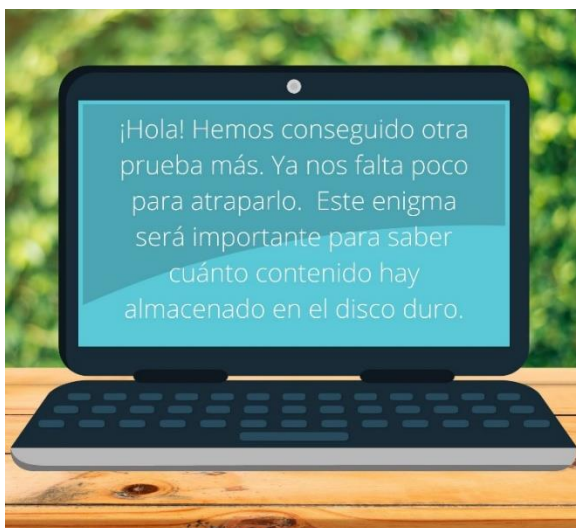 ¡Hola! Hemos conseguido otra
prueba más. Ya nos falta poco
para atraparlo. Este enigma
será importante para saber
cuánto contenido hay
almacenado en el disco duro.